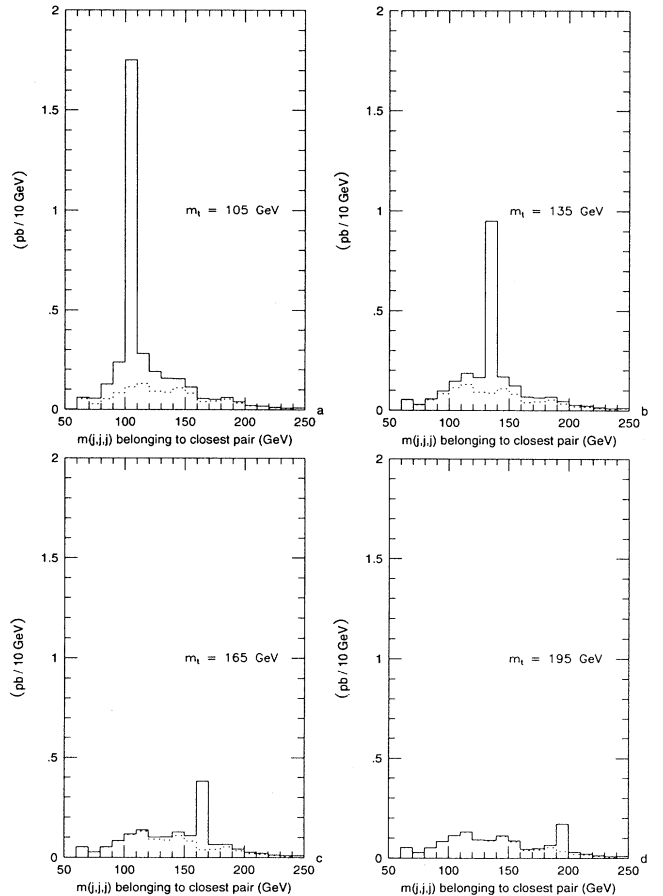 2
1.5
1
.5
0
(pb / 10 GeV)
m_t = 105 GeV
50 100 150 200 250
m(j,j,j) belonging to closest pair (GeV)
a
2
1.5
1
.5
0
(pb / 10 GeV)
m_t = 135 GeV
50 100 150 200 250
m(j,j,j) belonging to closest pair (GeV)
b
2
1.5
1
.5
0
(pb / 10 GeV)
m_t = 165 GeV
50 100 150 200 250
m(j,j,j) belonging to closest pair (GeV)
c
2
1.5
1
.5
0
(pb / 10 GeV)
m_t = 195 GeV
50 100 150 200 250
m(j,j,j) belonging to closest pair (GeV)
d